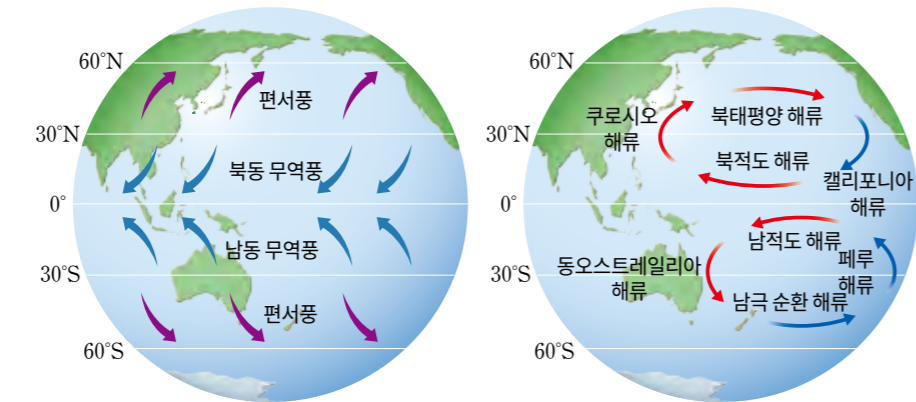 60°N
편서풍
30°N
북동 무역풍
0°
남동 무역풍
30°S
편서풍
60°S
60°N
쿠로시오
해류
북태평양 해류
30°N
북적도 해류
캘리포니아
해류
0°
남적도 해류
페루
해류
동오스트레일리아
해류
30°S
남극 순환 해류
60°S